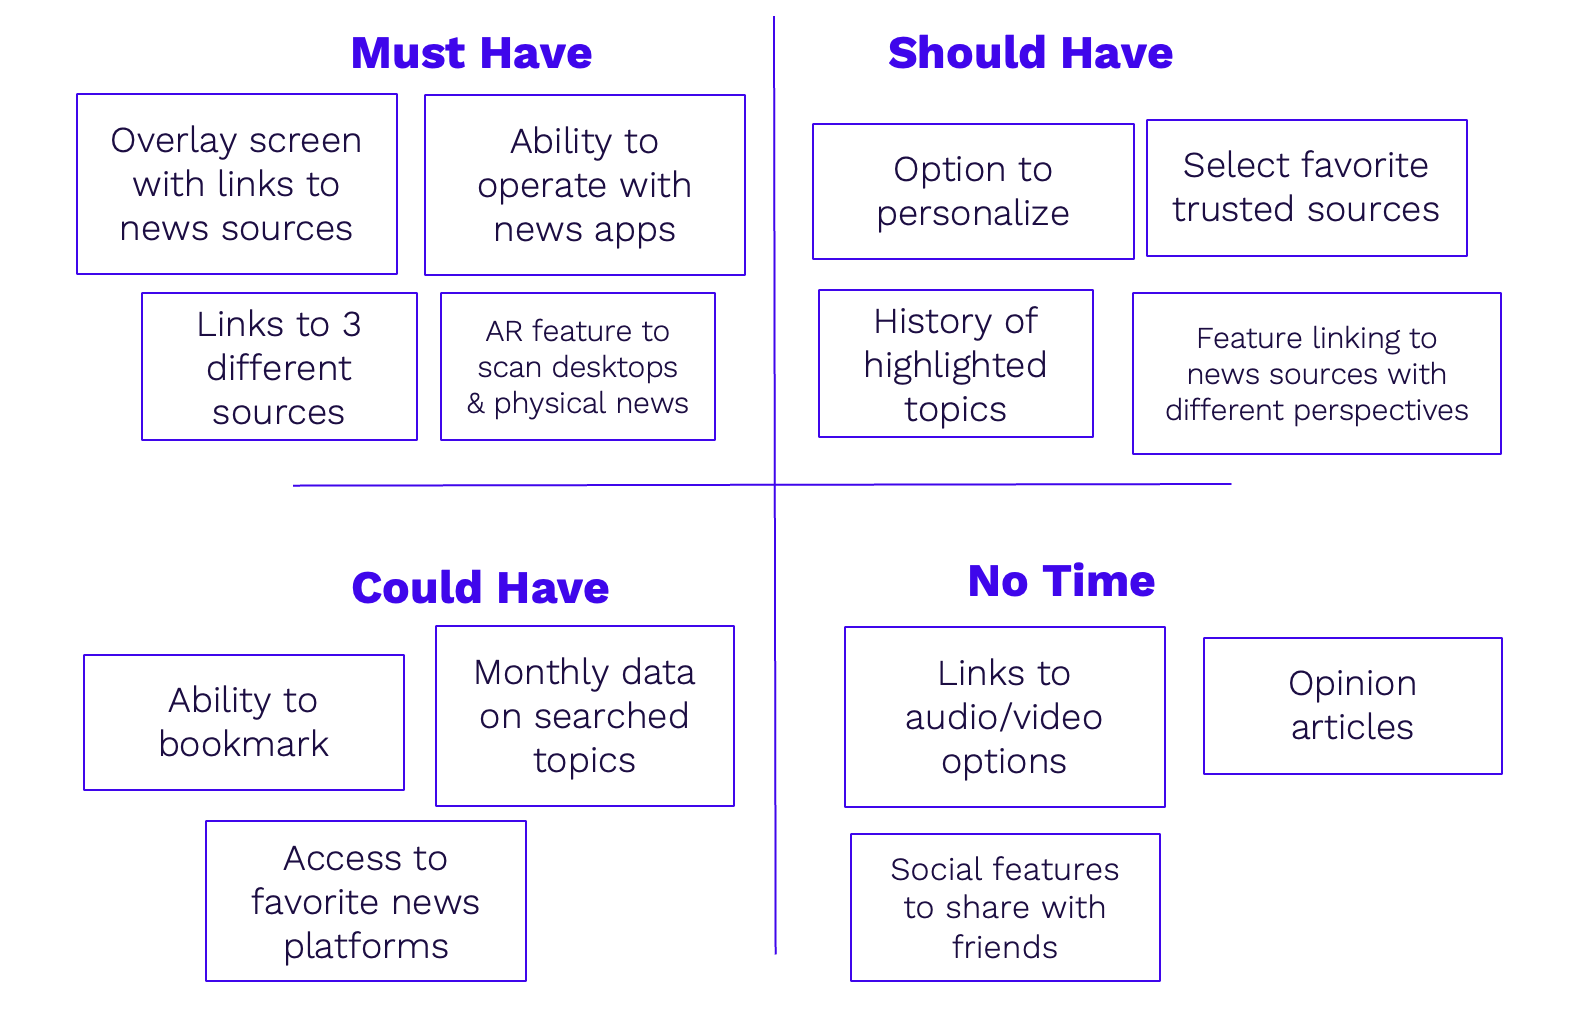 Must Have
Overlay screen
with links to
news sources
Ability to
operate with
news apps
Links to 3
different
sources
AR feature to
scan desktops
& physical news
Should Have
Option to
personalize
Select favorite
trusted sources
History of
highlighted
topics
Feature linking to
news sources with
different perspectives
Could Have
Ability to
bookmark
Monthly data
on searched
topics
Access to
favorite news
platforms
No Time
Links to
audio/video
options
Opinion
articles
Social features
to share with
friends